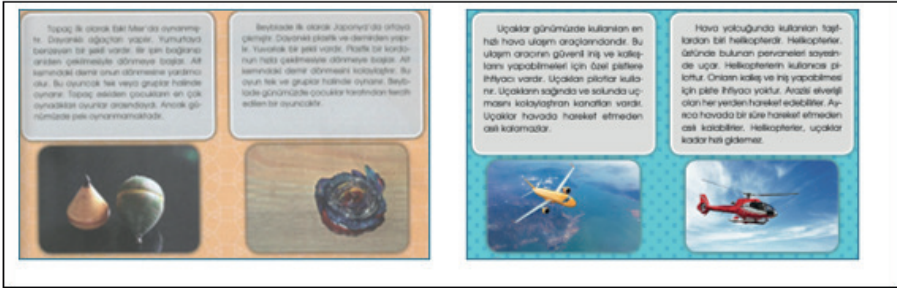 Topaç ilk olarak Eski Mısır'da oynanmış-
tır. Dayanıklı ağaçtan yapılır. Yumurtaya
benzeyen bir şekli vardır. Bir ipin bağlanıp
aniden çekilmesiyle dönmeye başlar. Alt
kısmındaki demir onun dönmesine yardımcı
olur. Bu oyuncak tek veya gruplar hâlinde
oynanır. Topaç eskiden çocukların en çok
oynadıkları oyunlar arasındaydı. Ancak gü-
nümüzde pek oynanmamaktadır.
Beyblade ilk olarak Japonya'da ortaya
çıkmıştır. Dayanıklı plastik ve demirden yapı-
lır. Yuvarlak bir şekli vardır. Plastik bir kordo-
nun hızla çekilmesiyle dönmeye başlar. Alt
kısmındaki demir dönmesini kolaylaştırır. Bu
oyun tek ve gruplar hâlinde oynanır. Beyb-
lade günümüzde çocuklar tarafından tercih
edilen bir oyuncaktır.
Uçaklar günümüzde kullanılan en
hızlı hava ulaşım araçlarındandır. Bu
ulaşım aracının güvenli iniş ve kalkış-
larını yapabilmeleri için özel pistlere
ihtiyacı vardır. Uçakları pilotlar kulla-
nır. Uçakların sağında ve solunda uç-
masını kolaylaştıran kanatları vardır.
Uçaklar havada hareket etmeden
asılı kalamazlar.
Hava yolculuğunda kullanılan taşıt-
lardan biri helikopterdir. Helikopterler,
üstünde bulunan pervaneleri sayesin-
de uçar. Helikopterlerin kullanıcısı pi-
lottur. Onların kalkış ve iniş yapabilmesi
için piste ihtiyacı yoktur. Arazisi elverişli
olan her yerden hareket edebilirler. Ay-
rıca havada bir süre hareket etmeden
asılı kalabilirler. Helikopterler, uçaklar
kadar hızlı gidemez.